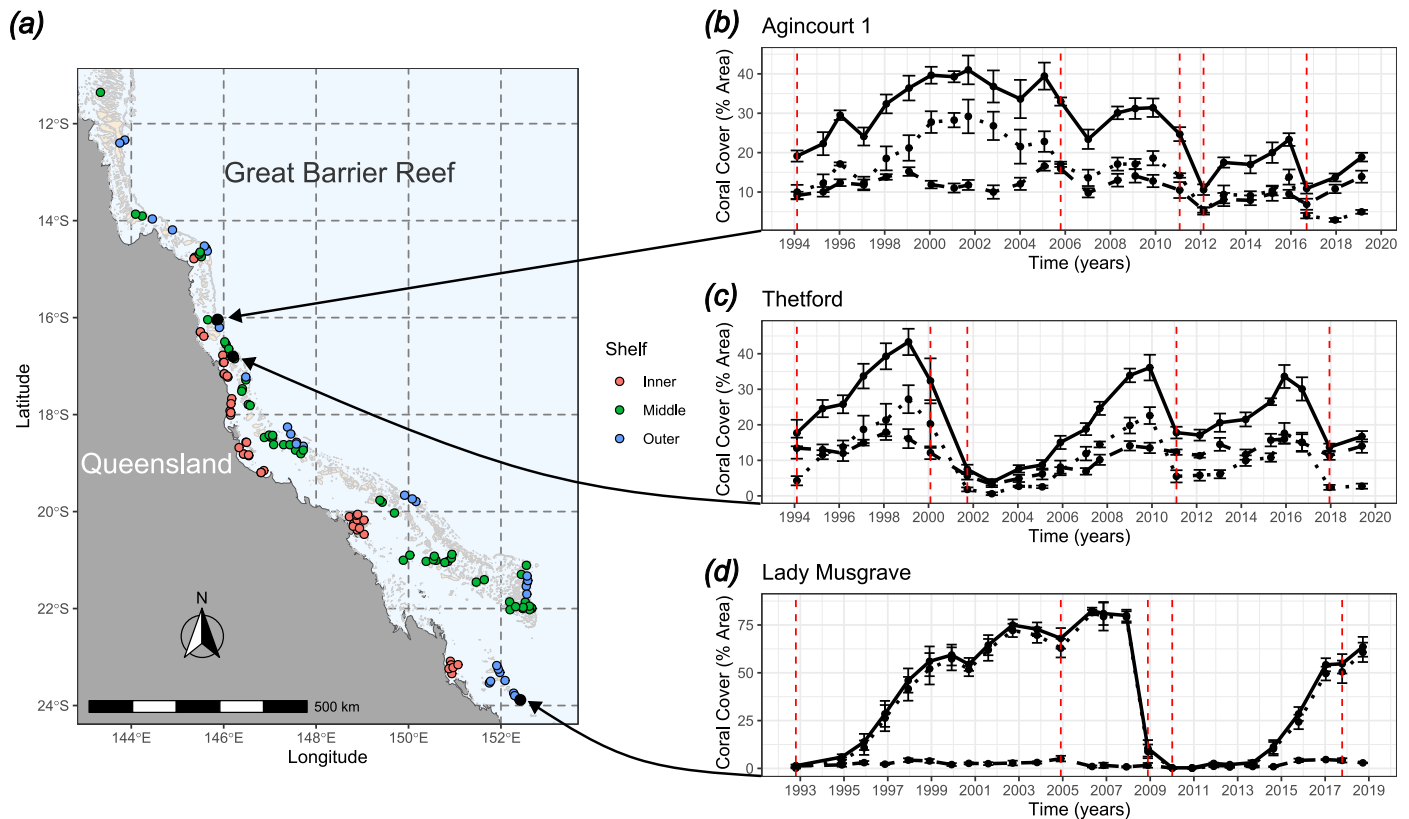 (a)
12°S
14°S
16°S
18°S
20°S
22°S
24°S
Latitude
Great Barrier Reef
Queensland
N
500 km
144°E 146°E 148°E 150°E 152°E
Longitude
Shelf
Inner
Middle
Outer
(b) Agincourt 1
Coral Cover (% Area)
40
30
20
10
1994 1996 1998 2000 2002 2004 2006 2008 2010 2012 2014 2016 2018 2020
Time (years)
(c) Thetford
Coral Cover (% Area)
40
30
20
10
0
1994 1996 1998 2000 2002 2004 2006 2008 2010 2012 2014 2016 2018 2020
Time (years)
(d) Lady Musgrave
Coral Cover (% Area)
75
50
25
0
1993 1995 1997 1999 2001 2003 2005 2007 2009 2011 2013 2015 2017 2019
Time (years)